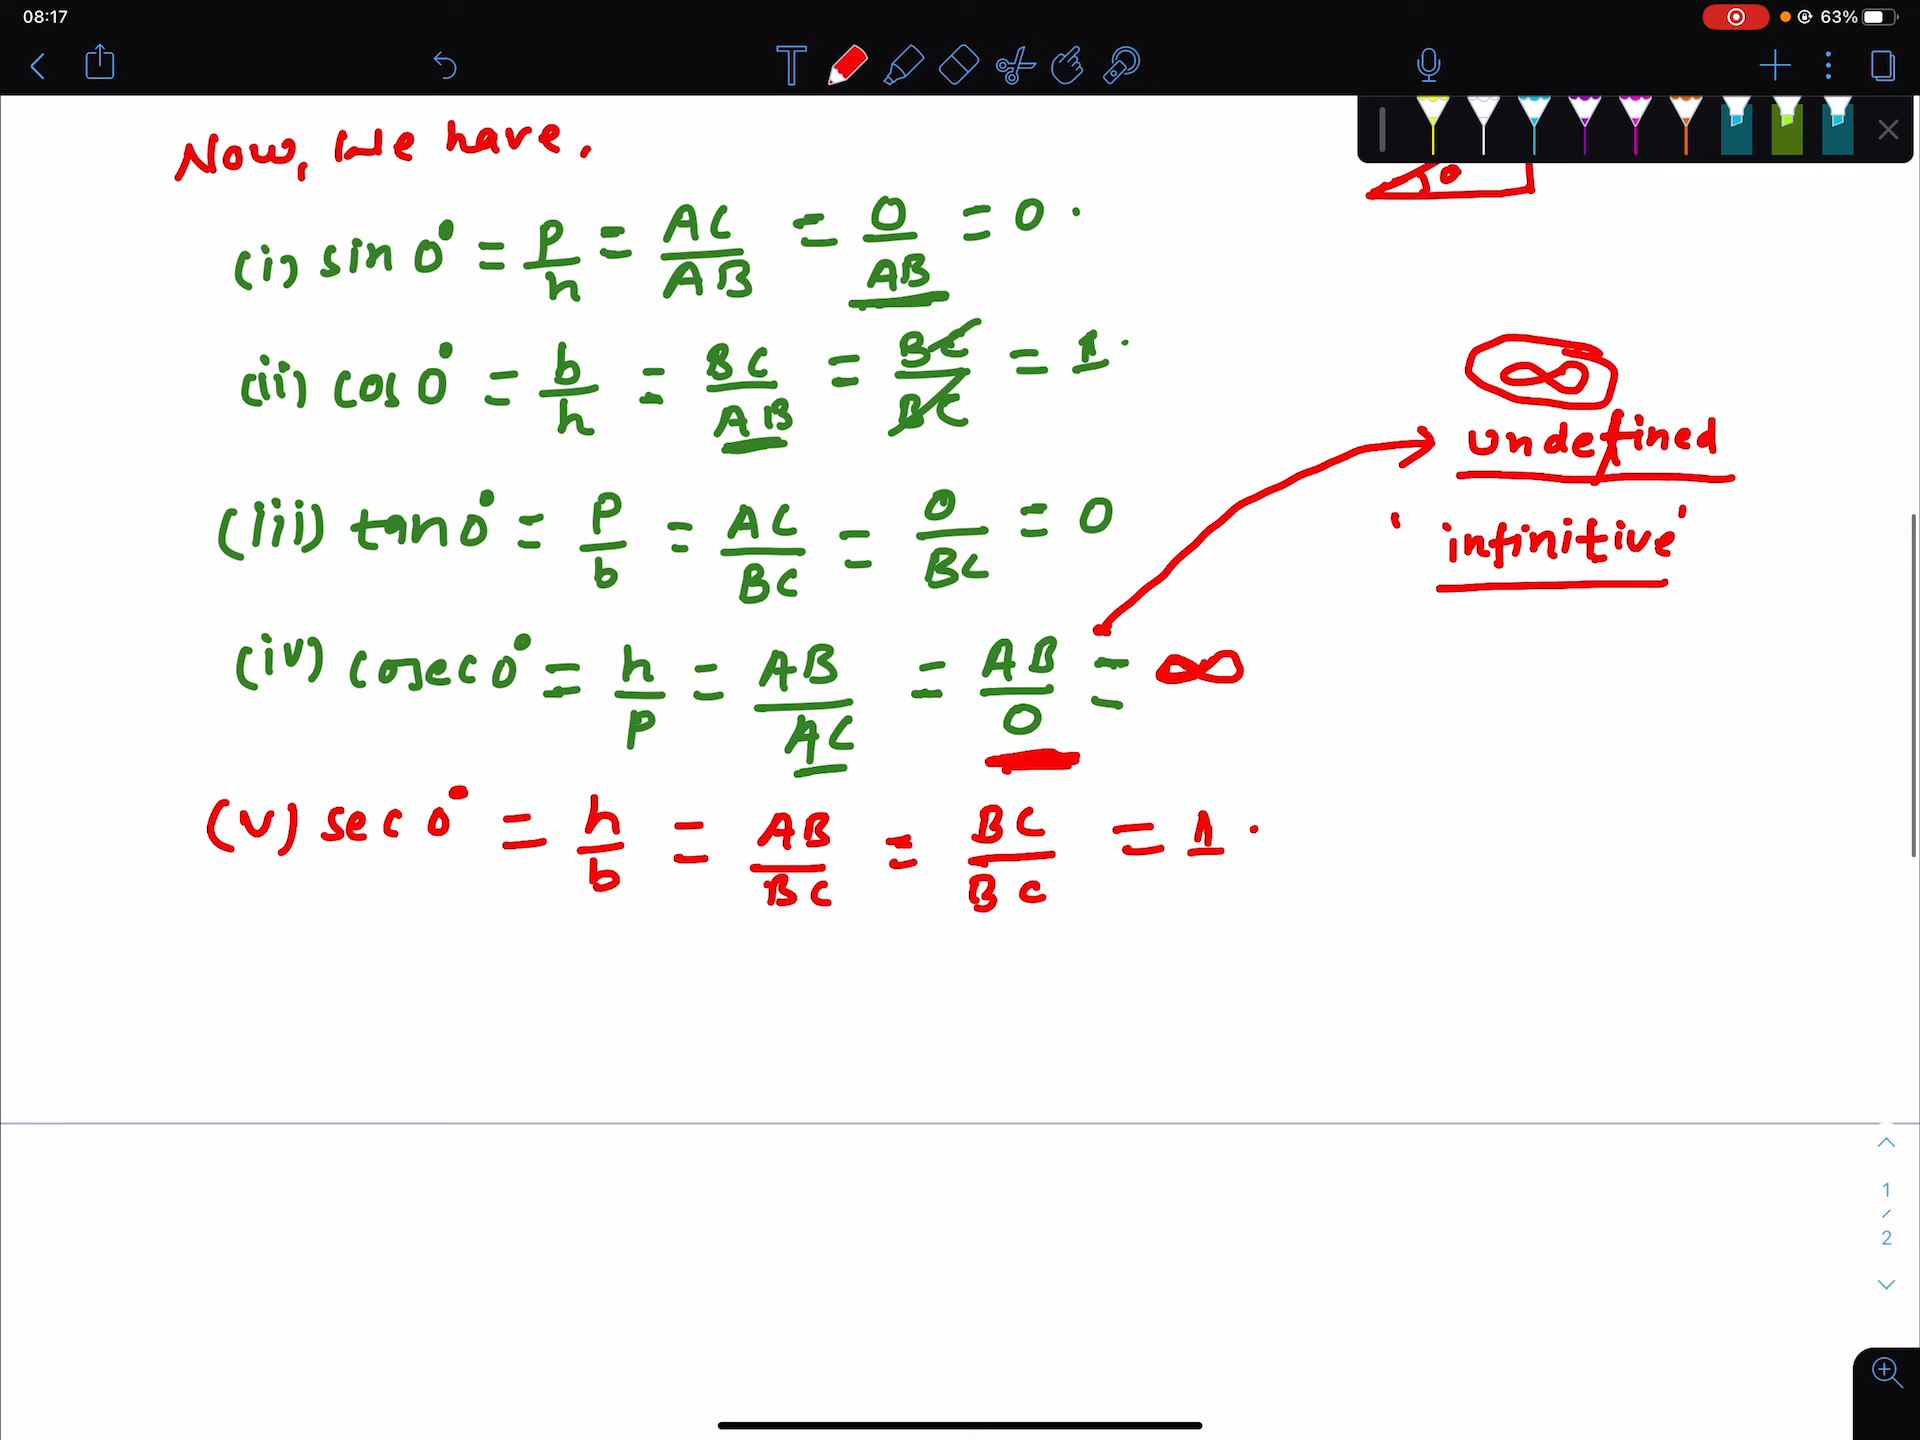 08:17
63%
Now, We have,
θ
(i) sin 0° = p/h = AC/AB = 0/AB = 0.
(ii) cos 0° = b/h = BC/AB = BC/BC = 1.
(iii) tan 0° = p/b = AC/BC = 0/BC = 0
(iv) cosec 0° = h/p = AB/AC = AB/0 = ∞
(v) sec 0° = h/b = AB/BC = BC/BC = 1.
∞
undefined
'infinitive'
1
/
2